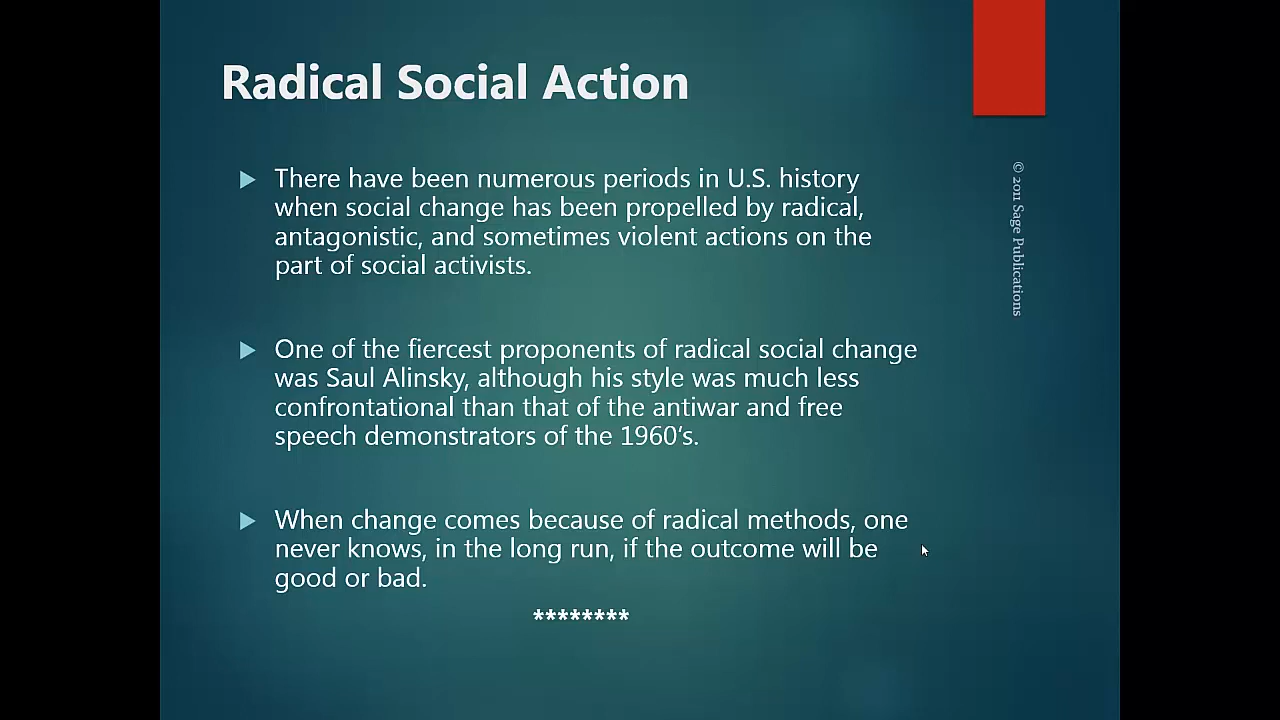 Radical Social Action
There have been numerous periods in U.S. history
when social change has been propelled by radical,
antagonistic, and sometimes violent actions on the
part of social activists.
One of the fiercest proponents of radical social change
was Saul Alinsky, although his style was much less
confrontational than that of the antiwar and free
speech demonstrators of the 1960’s.
When change comes because of radical methods, one
never knows, in the long run, if the outcome will be
good or bad.
********
© 2011 Sage Publications